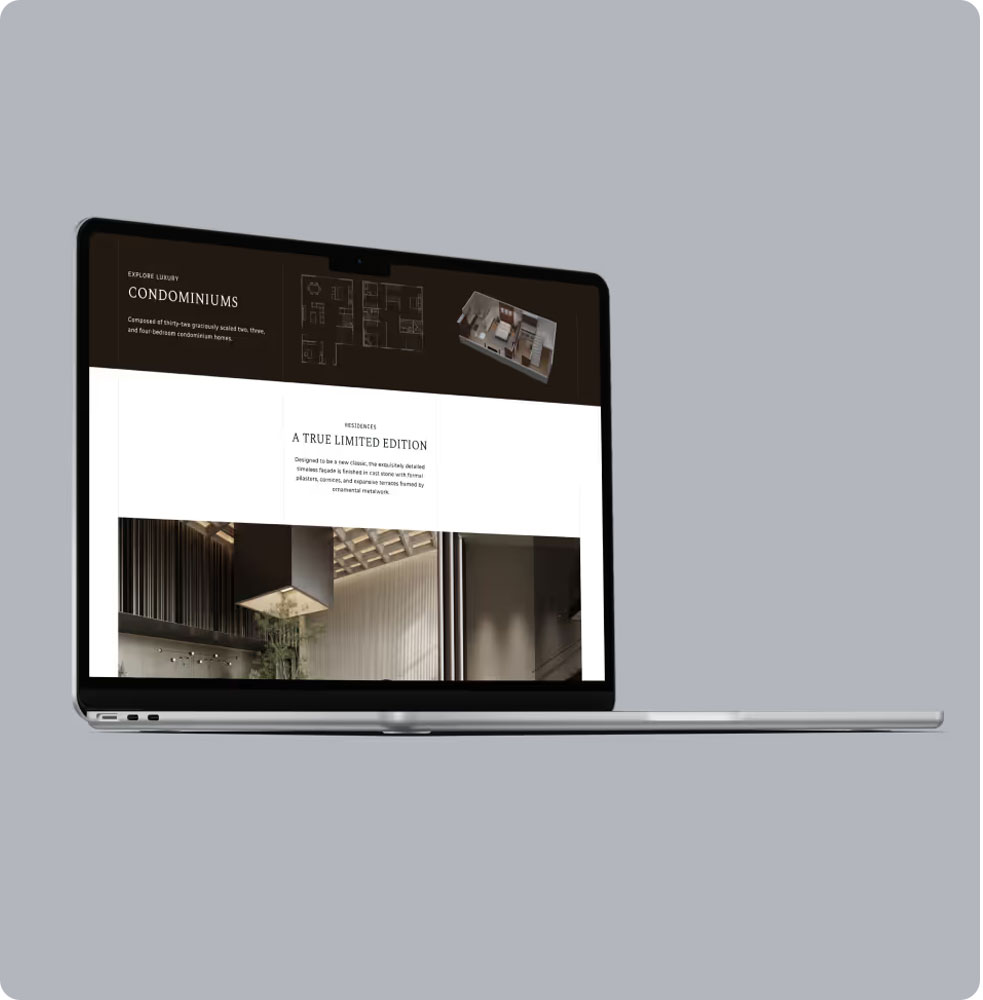 EXPLORE LUXURY
CONDOMINIUMS
Composed of thirty-two graciously scaled two, three,
and four-bedroom condominium homes.
RESIDENCES
A TRUE LIMITED EDITION
Designed to be a new classic, the exquisitely detailed
timeless façade is finished in cast stone with formal
pilasters, cornices, and expansive terraces framed by
ornamental metalwork.